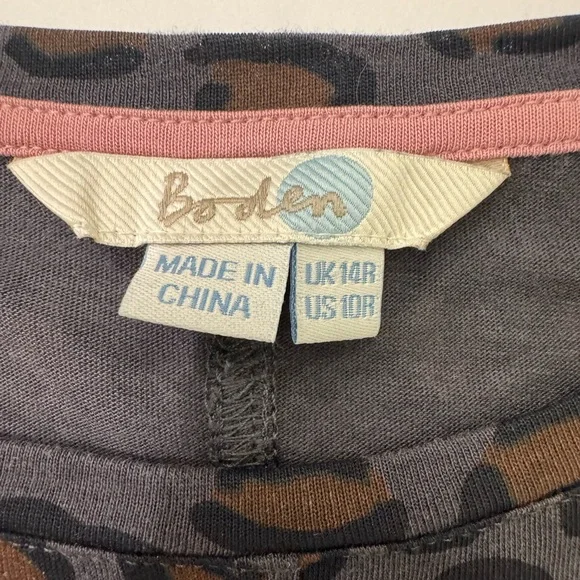 Boden
MADE IN
CHINA
UK 14R
US 10R